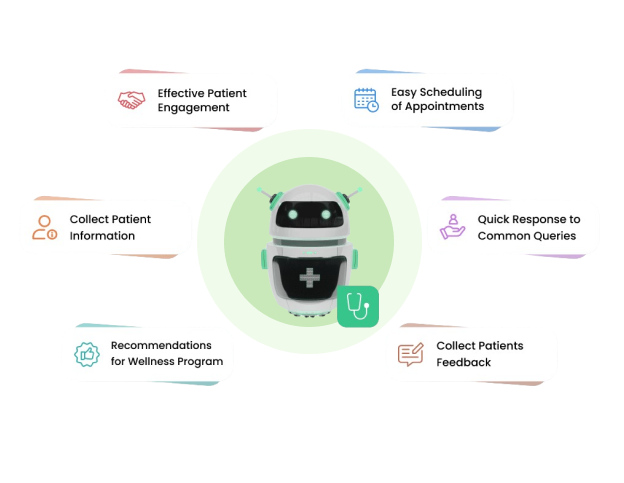 Effective Patient
Engagement
Easy Scheduling
of Appointments
Collect Patient
Information
Quick Response to
Common Queries
Recommendations
for Wellness Program
Collect Patients
Feedback